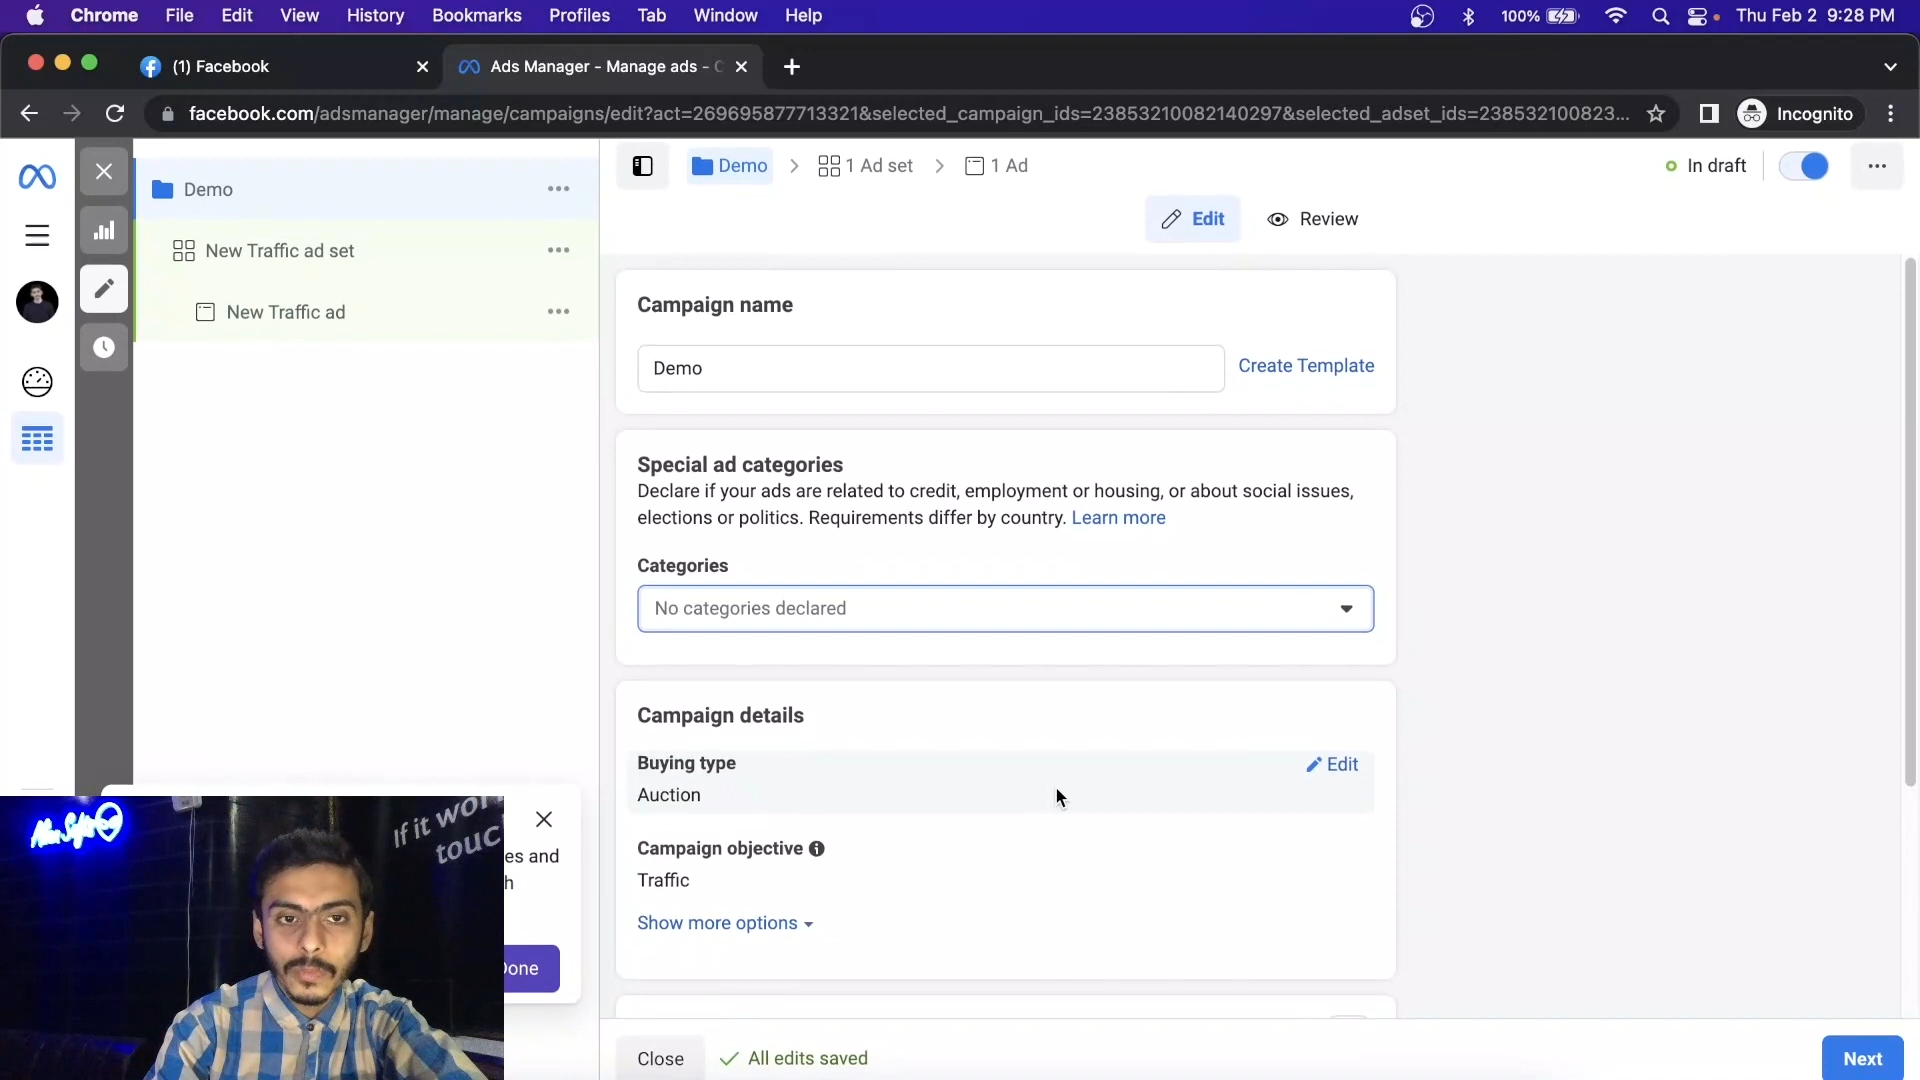 Chrome File Edit View History Bookmarks Profiles Tab Window Help 100% Thu Feb 2 9:28 PM
(1) Facebook Ads Manager - Manage ads - C
facebook.com/adsmanager/manage/campaigns/edit?act=269695877713321&selected_campaign_ids=23853210082140297&selected_adset_ids=238532100823... Incognito
Demo
New Traffic ad set
New Traffic ad
Demo > 1 Ad set > 1 Ad In draft
Edit Review
Campaign name
Demo Create Template
Special ad categories
Declare if your ads are related to credit, employment or housing, or about social issues,
elections or politics. Requirements differ by country. Learn more
Categories
No categories declared
Campaign details
Buying type Edit
Auction
Campaign objective
Traffic
Show more options
es and
h
Done
If it wor
touc
Close All edits saved Next